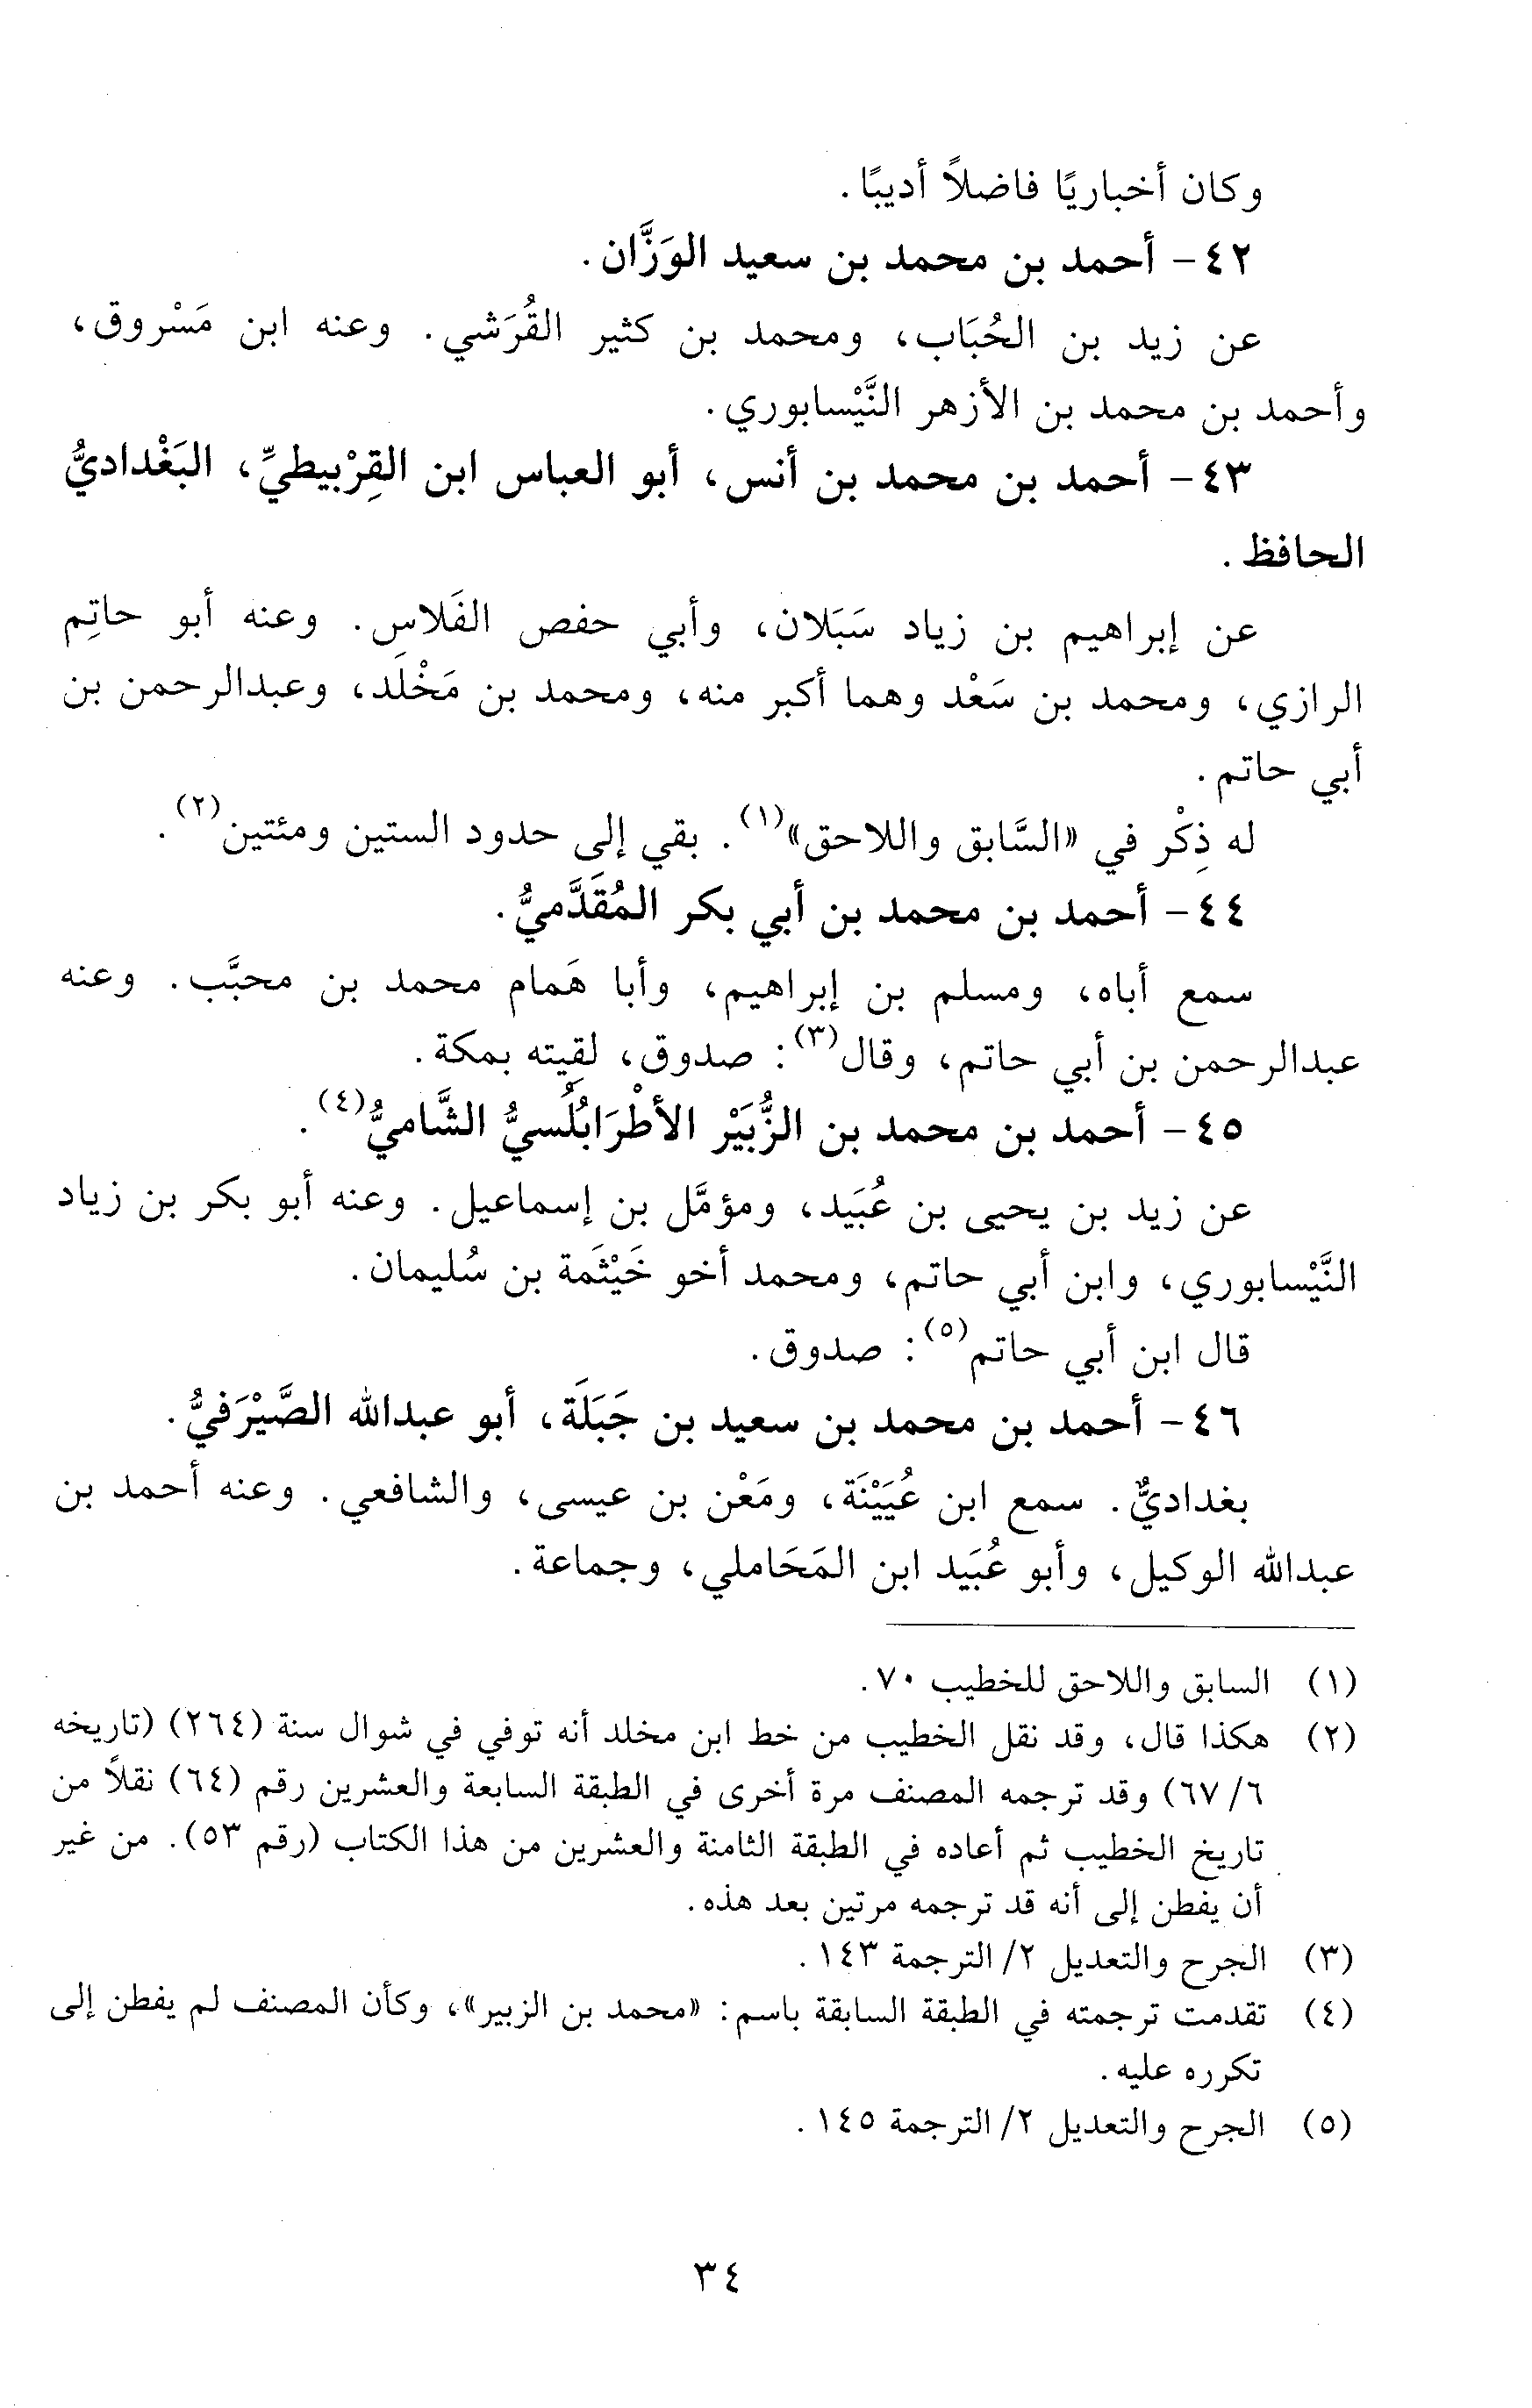 وكان أخباريًا فاضلاً أديبًا.
٤٢- أحمد بن محمد بن سعيد الوَزَّان.
عن زيد بن الحُبَاب، ومحمد بن كثير القُرَشي. وعنه ابن مَسْروق،
وأحمد بن محمد بن الأزهر النَّيْسابوري.
٤٣- أحمد بن محمد بن أنس، أبو العباس ابن القِرْبيطيِّ، البَغْداديُّ
الحافظ.
عن إبراهيم بن زياد سَبَلان، وأبي حفص الفَلاسِ. وعنه أبو حاتِم
الرازي، ومحمد بن سَعْد وهما أكبر منه، ومحمد بن مَخْلَد، وعبدالرحمن بن
أبي حاتم.
له ذِكْر في «السَّابق واللاحق»(١). بقي إلى حدود الستين ومئتين(٢).
٤٤- أحمد بن محمد بن أبي بكر المُقَدَّميُّ.
سمع أباه، ومسلم بن إبراهيم، وأبا هَمام محمد بن محبَّب. وعنه
عبدالرحمن بن أبي حاتم، وقال(٣): صدوق، لقِيته بمكة.
٤٥- أحمد بن محمد بن الزُّبَيْر الأطْرَابُلُسيُّ الشَّاميُّ(٤).
عن زيد بن يحيى بن عُبَيد، ومؤمَّل بن إسماعيل. وعنه أبو بكر بن زياد
النَّيْسابوري، وابن أبي حاتم، ومحمد أخو خَيْثَمة بن سُليمان.
قال ابن أبي حاتم(٥): صدوق.
٤٦- أحمد بن محمد بن سعيد بن جَبَلَة، أبو عبدالله الصَّيْرَفيُّ.
بغداديٌّ. سمع ابن عُيَيْنَة، ومَعْن بن عيسى، والشافعي. وعنه أحمد بن
عبدالله الوكيل، وأبو عُبَيد ابن المَحَاملي، وجماعة.
(١) السابق واللاحق للخطيب ٧٠.
(٢) هكذا قال، وقد نقل الخطيب من خط ابن مخلد أنه توفي في شوال سنة (٢٦٤) (تاريخه
٦/ ٦٧) وقد ترجمه المصنف مرة أخرى في الطبقة السابعة والعشرين رقم (٦٤) نقلاً من
تاريخ الخطيب ثم أعاده في الطبقة الثامنة والعشرين من هذا الكتاب (رقم ٥٣). من غير
أن يفطن إلى أنه قد ترجمه مرتين بعد هذه.
(٣) الجرح والتعديل ٢/ الترجمة ١٤٣.
(٤) تقدمت ترجمته في الطبقة السابقة باسم: «محمد بن الزبير»، وكأن المصنف لم يفطن إلى
تكرره عليه.
(٥) الجرح والتعديل ٢/ الترجمة ١٤٥.
٣٤